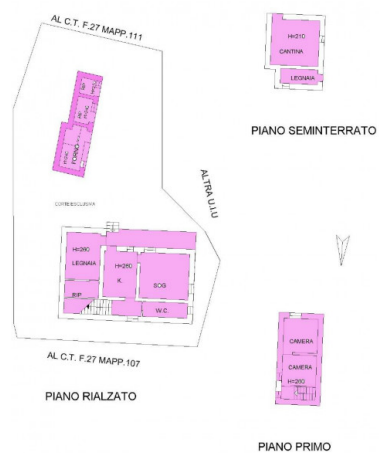 AL C.T. F.27 MAPP.111
H=210
CANTINA
LEGNAIA
PIANO SEMINTERRATO
FORNO
ALTRA U.I.U
CORTE ESCLUSIVA
H=260
LEGNAIA
H=260
K.
SOG
RIP
W.C.
AL C.T. F.27 MAPP.107
PIANO RIALZATO
CAMERA
CAMERA
H=260
PIANO PRIMO